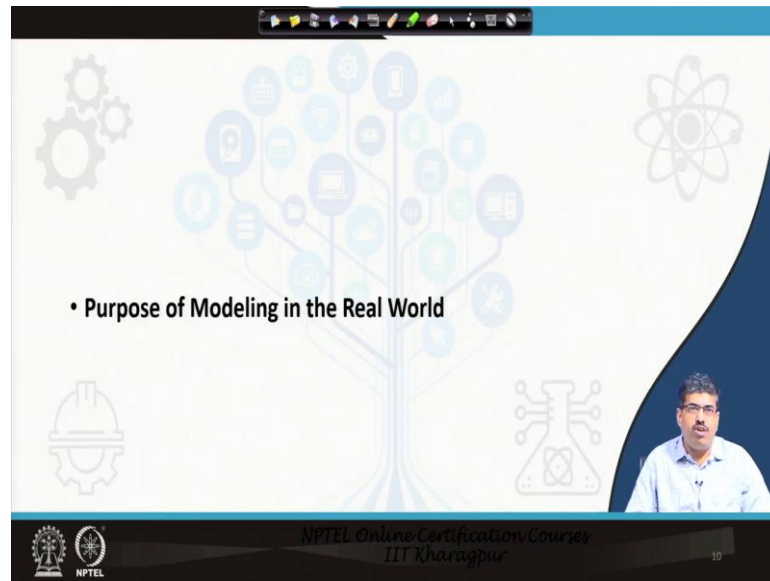 • Purpose of Modeling in the Real World
NPTEL Online Certification Courses
IIT Kharagpur
NPTEL
10